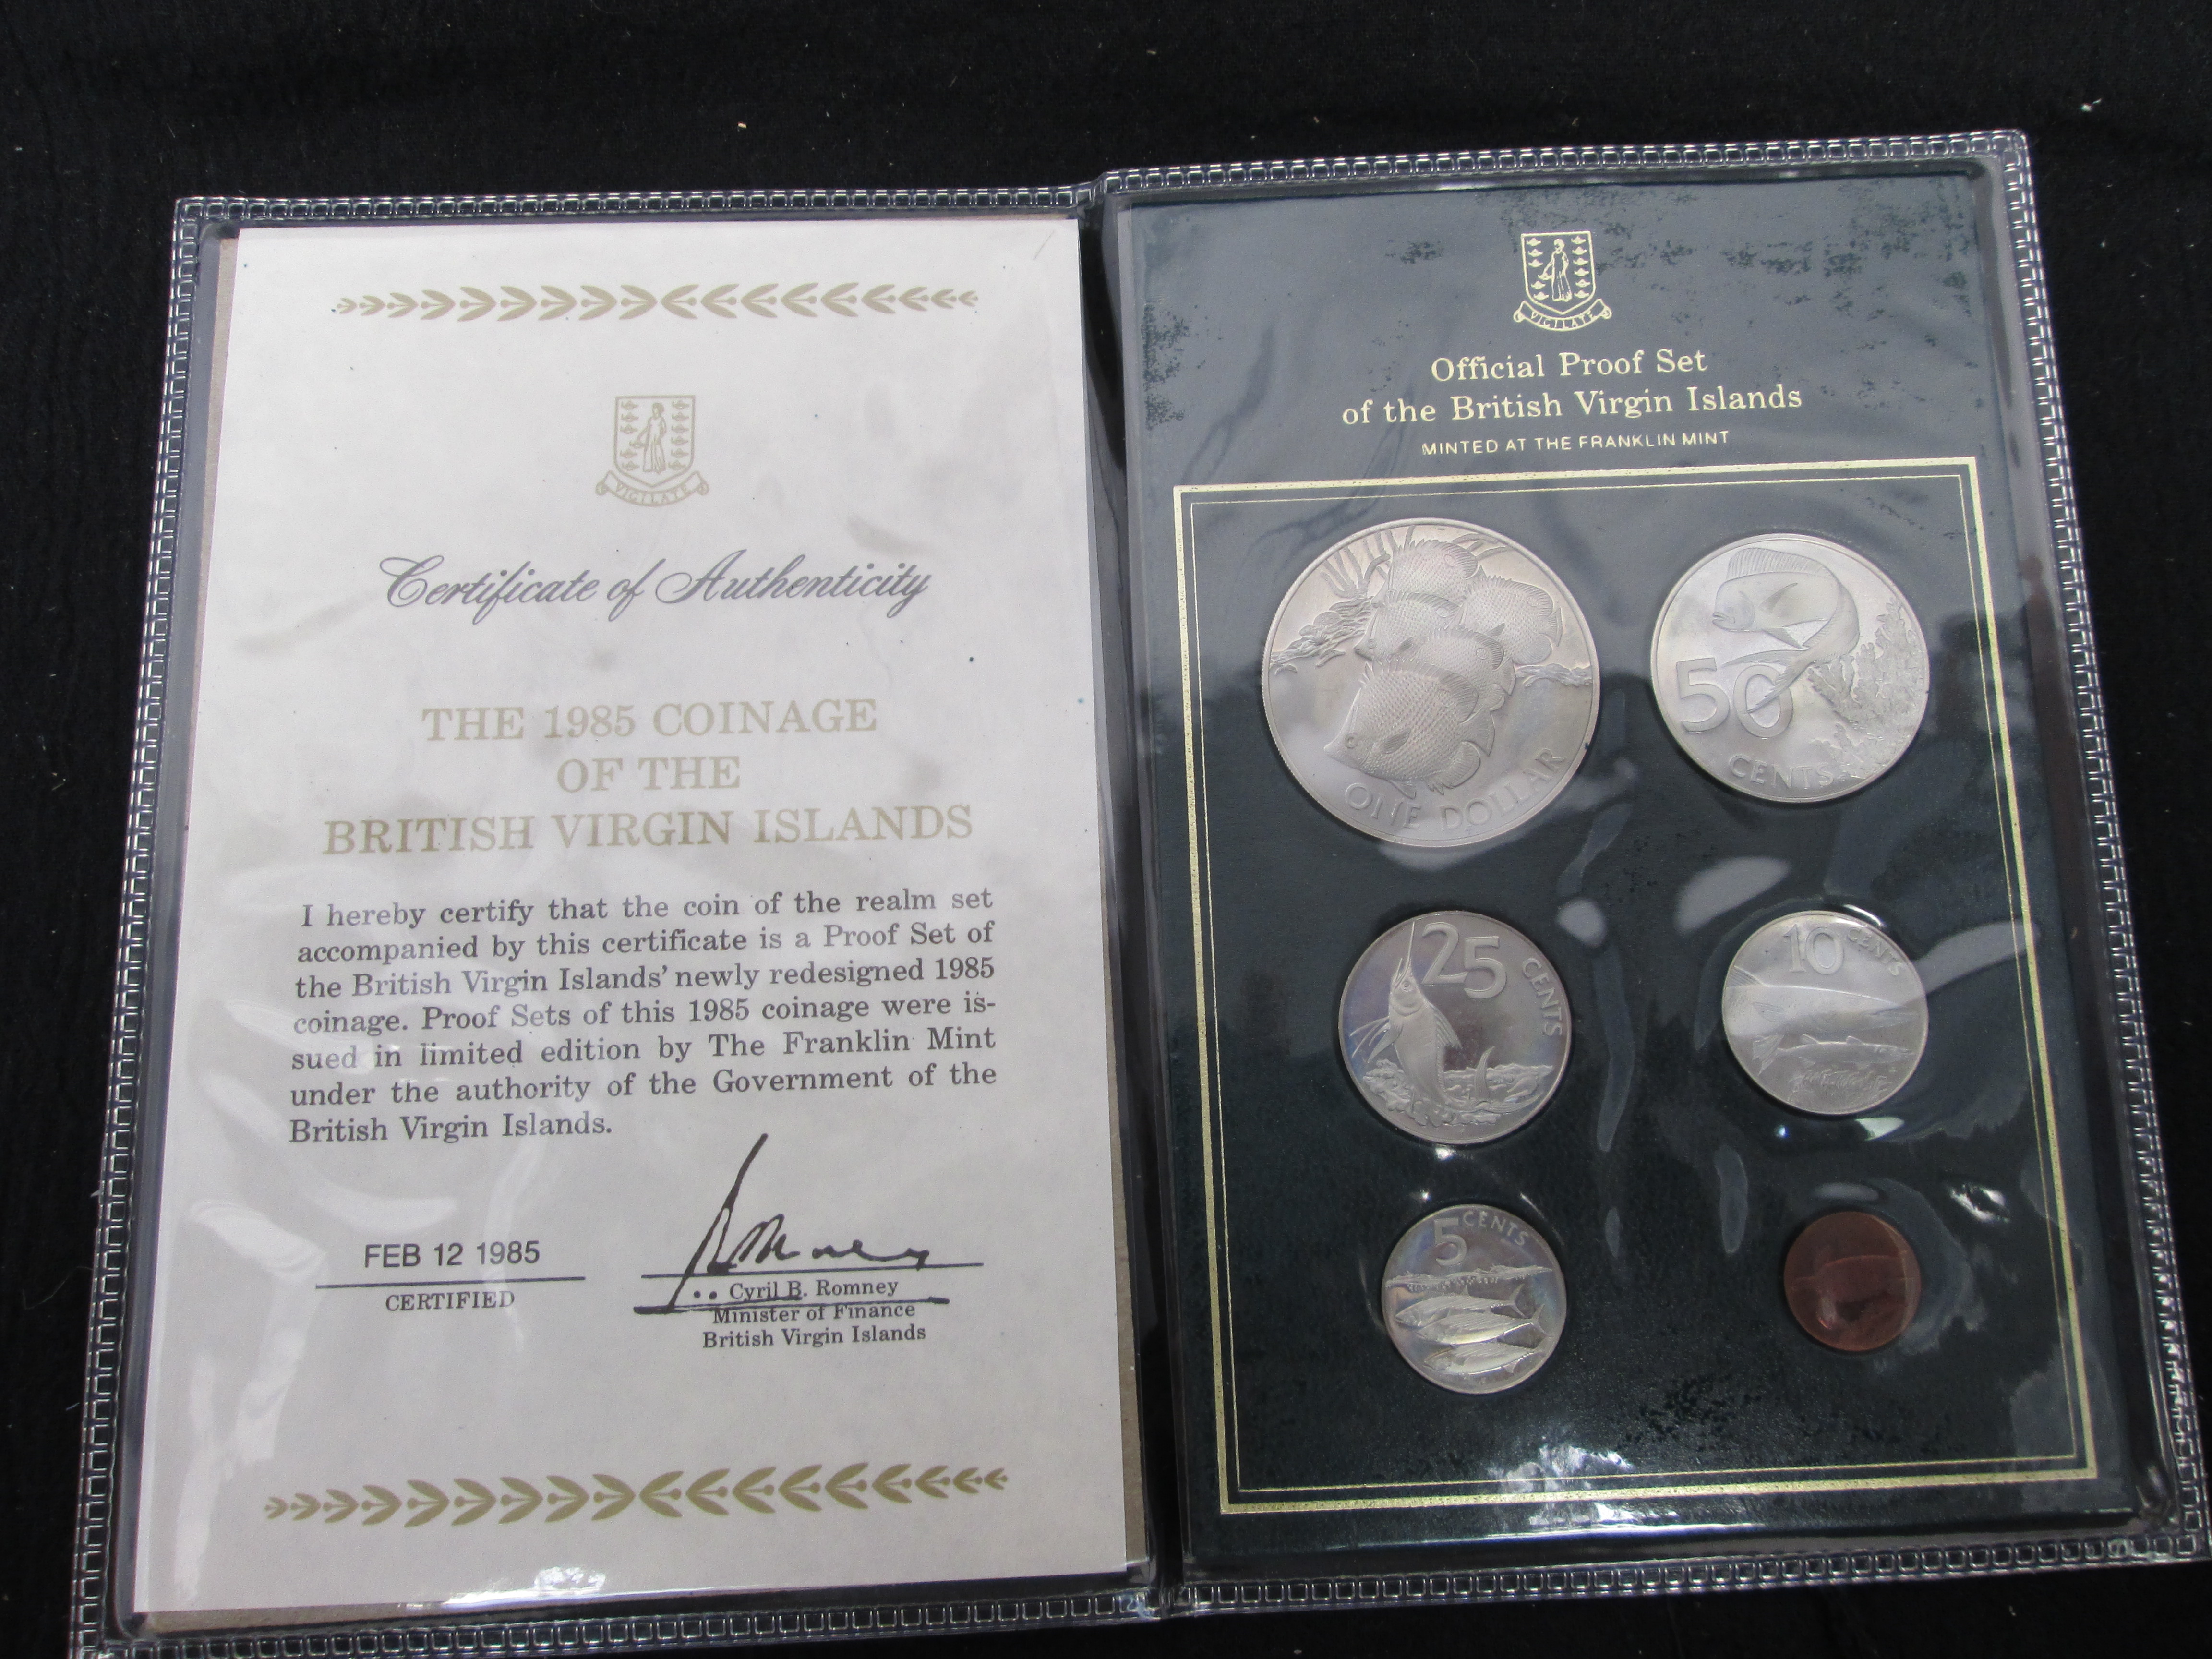 VIGILATE
Certificate of Authenticity
THE 1985 COINAGE
OF THE
BRITISH VIRGIN ISLANDS
I hereby certify that the coin of the realm set
accompanied by this certificate is a Proof Set of
the British Virgin Islands' newly redesigned 1985
coinage. Proof Sets of this 1985 coinage were is-
sued in limited edition by The Franklin Mint
under the authority of the Government of the
British Virgin Islands.
FEB 12 1985
CERTIFIED
Cyril B. Romney
Minister of Finance
British Virgin Islands
VIGILATE
Official Proof Set
of the British Virgin Islands
MINTED AT THE FRANKLIN MINT
ONE DOLLAR
50
CENTS
25
CENTS
10 CENTS
5 CENTS